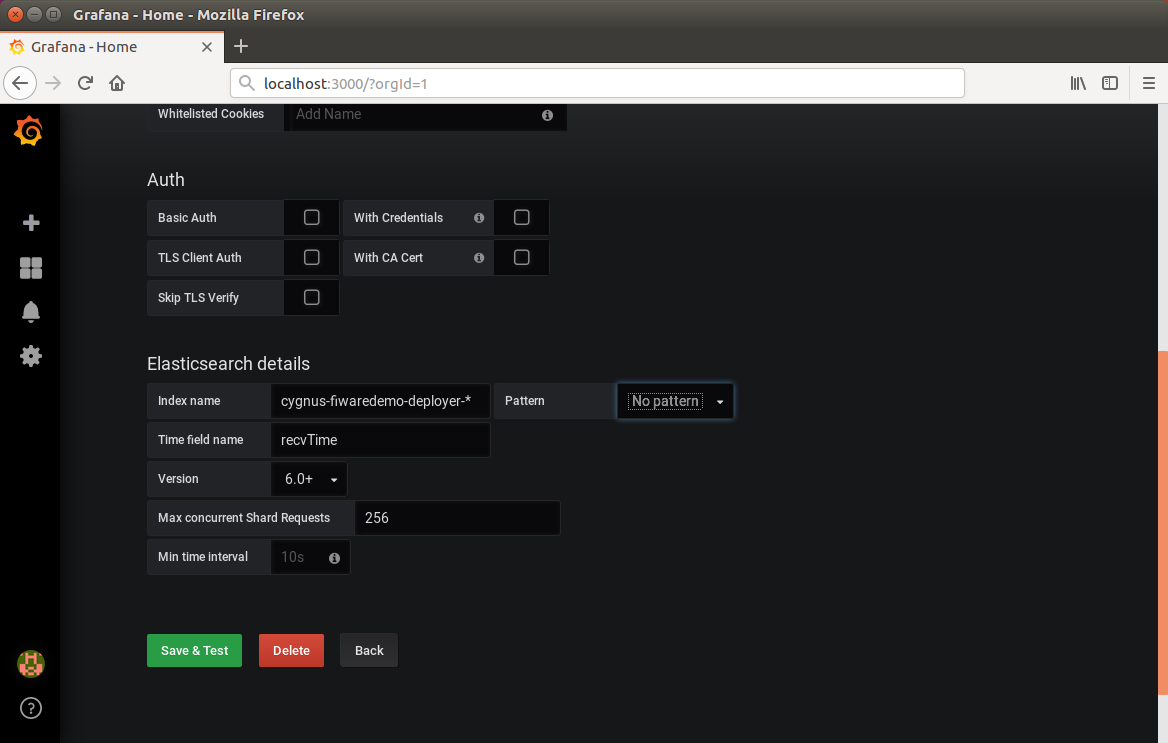 Grafana - Home - Mozilla Firefox
Grafana - Home
localhost:3000/?orgId=1
Whitelisted Cookies Add Name
Auth
Basic Auth With Credentials
TLS Client Auth With CA Cert
Skip TLS Verify
Elasticsearch details
Index name cygnus-fiwaredemo-deployer-* Pattern No pattern
Time field name recvTime
Version 6.0+
Max concurrent Shard Requests 256
Min time interval 10s
Save & Test Delete Back